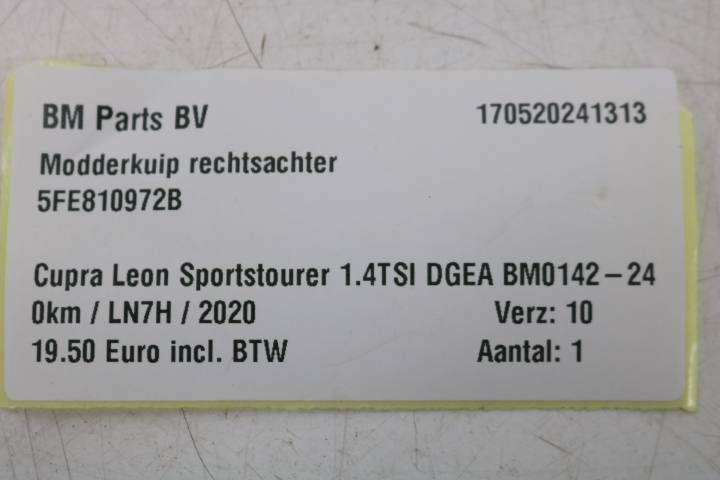 BM Parts BV 170520241313
Modderkuip rechtsachter
5FE810972B
Cupra Leon Sportstourer 1.4TSI DGEA BM0142-24
0km / LN7H / 2020 Verz: 10
19.50 Euro incl. BTW Aantal: 1